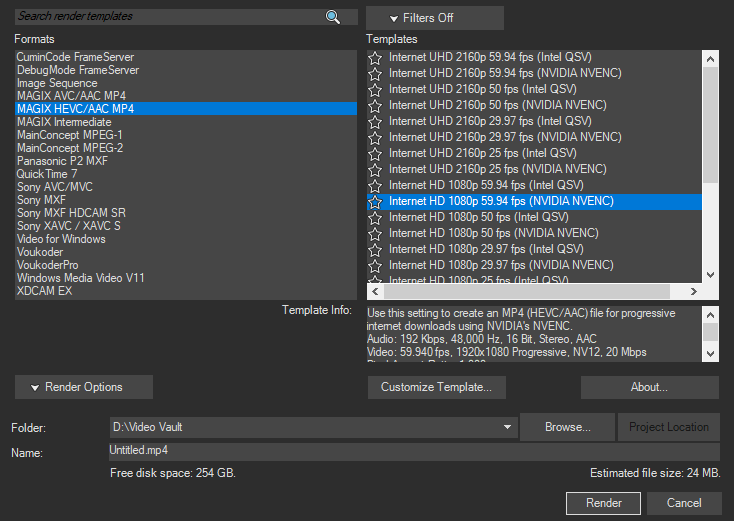 Search render templates
Filters Off
Formats
CuminCode FrameServer
DebugMode FrameServer
Image Sequence
MAGIX AVC/AAC MP4
MAGIX HEVC/AAC MP4
MAGIX Intermediate
MainConcept MPEG-1
MainConcept MPEG-2
Panasonic P2 MXF
QuickTime 7
Sony AVC/MVC
Sony MXF
Sony MXF HDCAM SR
Sony XAVC / XAVC S
Video for Windows
Voukoder
VoukoderPro
Windows Media Video V11
XDCAM EX
Templates
Internet UHD 2160p 59.94 fps (Intel QSV)
Internet UHD 2160p 59.94 fps (NVIDIA NVENC)
Internet UHD 2160p 50 fps (Intel QSV)
Internet UHD 2160p 50 fps (NVIDIA NVENC)
Internet UHD 2160p 29.97 fps (Intel QSV)
Internet UHD 2160p 29.97 fps (NVIDIA NVENC)
Internet UHD 2160p 25 fps (Intel QSV)
Internet UHD 2160p 25 fps (NVIDIA NVENC)
Internet HD 1080p 59.94 fps (Intel QSV)
Internet HD 1080p 59.94 fps (NVIDIA NVENC)
Internet HD 1080p 50 fps (Intel QSV)
Internet HD 1080p 50 fps (NVIDIA NVENC)
Internet HD 1080p 29.97 fps (Intel QSV)
Internet HD 1080p 29.97 fps (NVIDIA NVENC)
Internet HD 1080p 25 fps (Intel QSV)
Template Info:
Use this setting to create an MP4 (HEVC/AAC) file for progressive
internet downloads using NVIDIA's NVENC.
Audio: 192 Kbps, 48,000 Hz, 16 Bit, Stereo, AAC
Video: 59.940 fps, 1920x1080 Progressive, NV12, 20 Mbps
Render Options
Customize Template...
About...
Folder:
D:\Video Vault
Browse...
Project Location
Name:
Untitled.mp4
Free disk space: 254 GB.
Estimated file size: 24 MB.
Render
Cancel